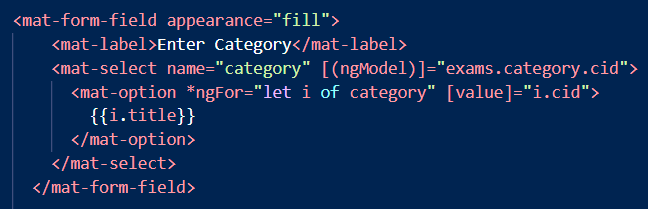 <mat-form-field appearance="fill">
<mat-label>Enter Category</mat-label>
<mat-select name="category" [(ngModel)]="exams.category.cid">
<mat-option *ngFor="let i of category" [value]="i.cid">
{{i.title}}
</mat-option>
</mat-select>
</mat-form-field>